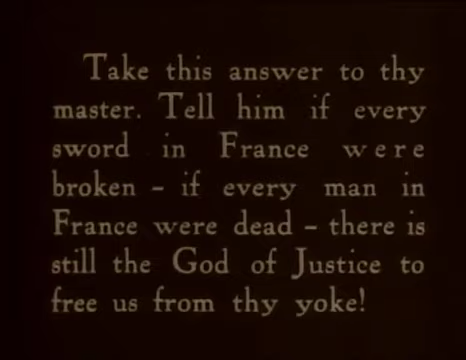 Take this answer to thy
master. Tell him if every
sword in France were
broken - if every man in
France were dead - there is
still the God of Justice to
free us from thy yoke!